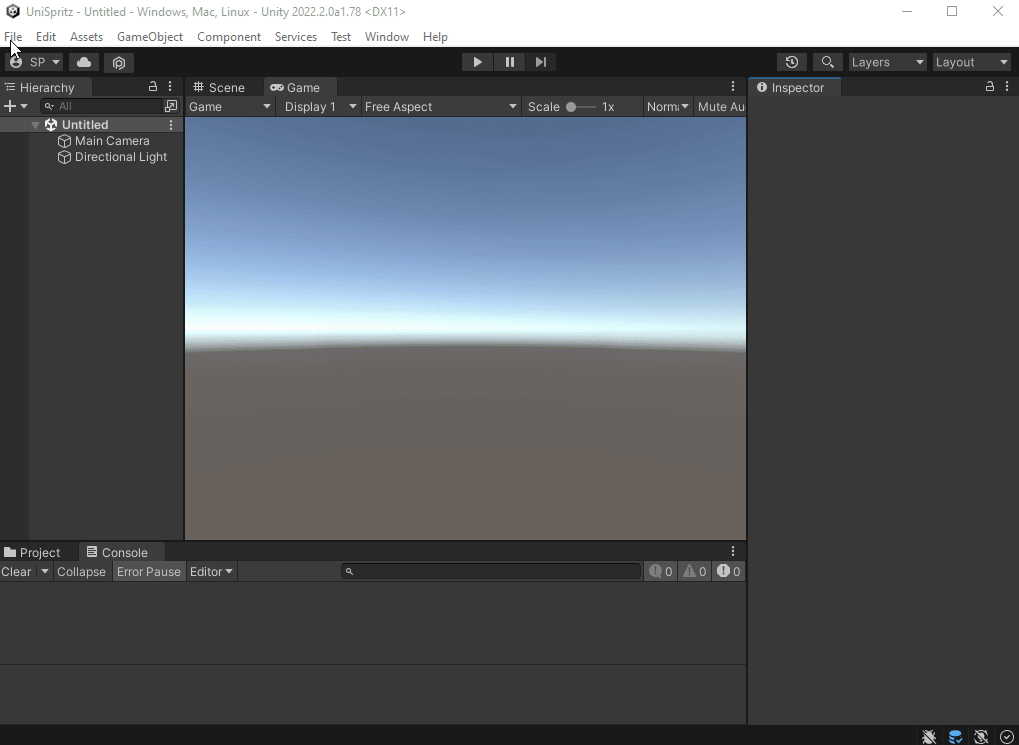 UniSpritz - Untitled - Windows, Mac, Linux - Unity 2022.2.0a1.78 <DX11>
File Edit Assets GameObject Component Services Test Window Help
SP Layers Layout
Hierarchy Scene Game Inspector
All Game Display 1 Free Aspect Scale 1x Norma Mute Au
Untitled
Main Camera
Directional Light
Project Console
Clear Collapse Error Pause Editor 0 0 0